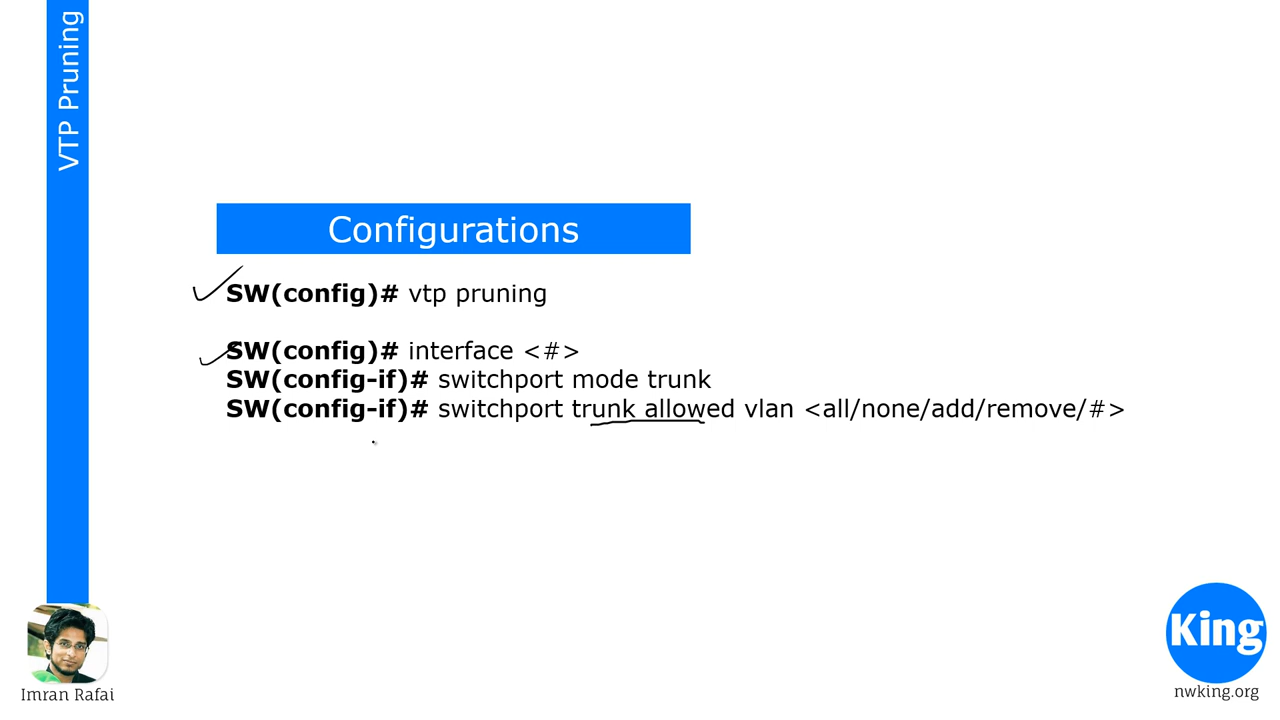 VTP Pruning
Configurations
SW(config)# vtp pruning
SW(config)# interface <#>
SW(config-if)# switchport mode trunk
SW(config-if)# switchport trunk allowed vlan <all/none/add/remove/#>
Imran Rafai
King
nwking.org